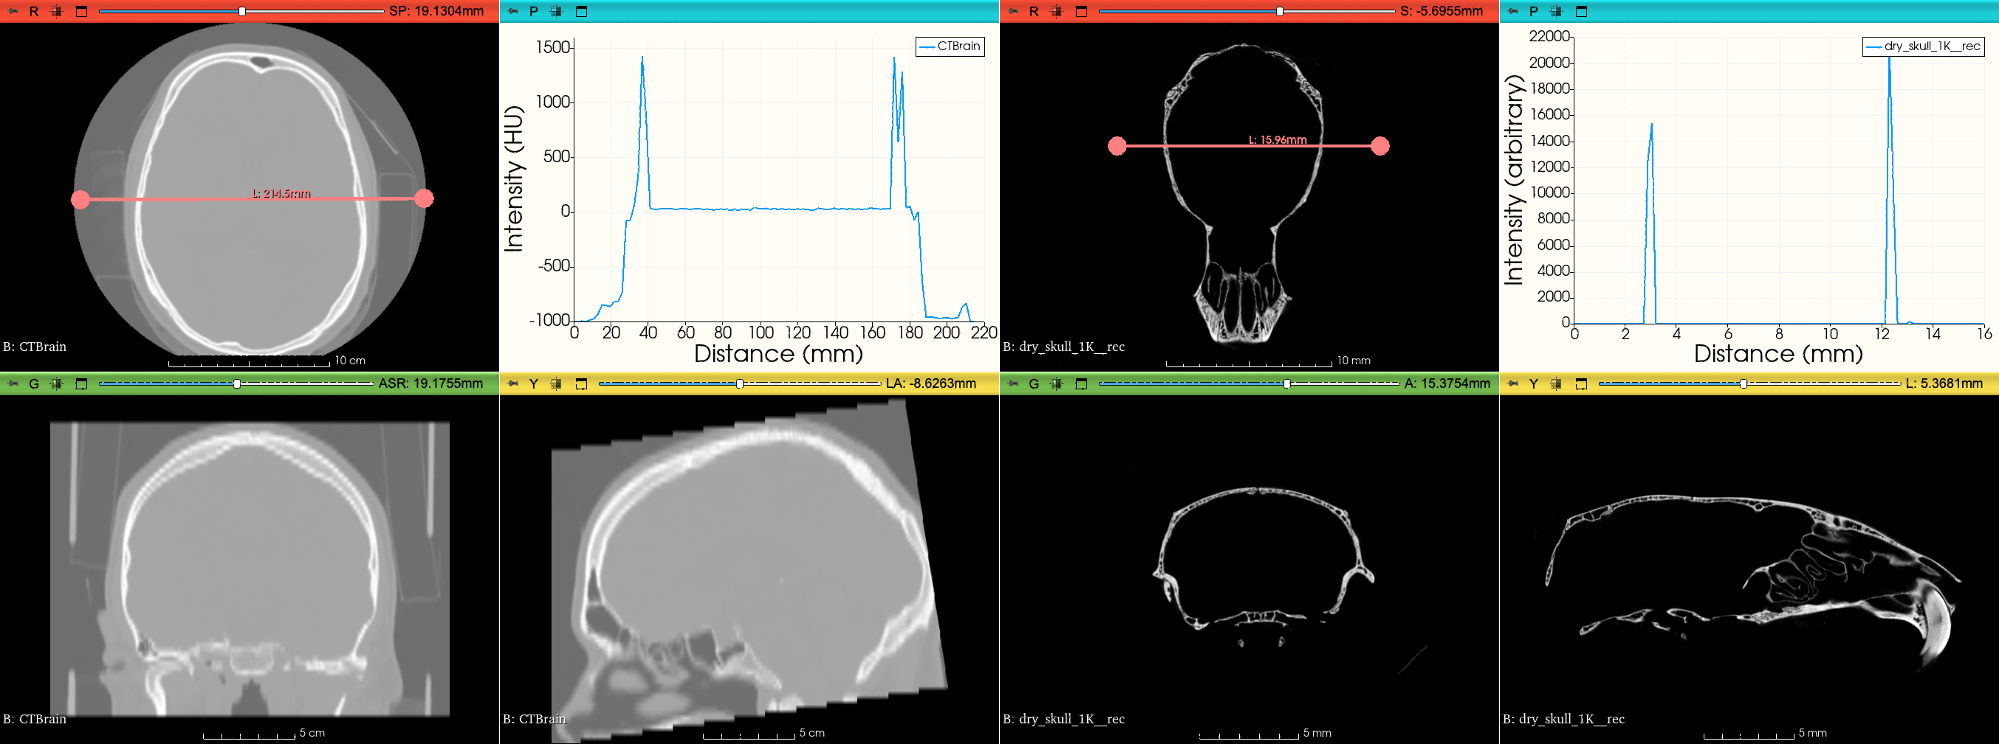 R SP: 19.1304mm
P
R S: -5.6955mm
P
L: 214.5mm
B: CTBrain
10 cm
CTBrain
Intensity (HU)
1500
1000
500
0
-500
-1000
0 20 40 60 80 100 120 140 160 180 200 220
Distance (mm)
L: 15.96mm
B: dry_skull_1K__rec
10 mm
dry_skull_1K__rec
Intensity (arbitrary)
22000
20000
18000
16000
14000
12000
10000
8000
6000
4000
2000
0
0 2 4 6 8 10 12 14 16
Distance (mm)
G ASR: 19.1755mm
Y LA: -8.6263mm
G A: 15.3754mm
Y L: 5.3681mm
B: CTBrain
5 cm
B: CTBrain
5 cm
B: dry_skull_1K__rec
5 mm
B: dry_skull_1K__rec
5 mm